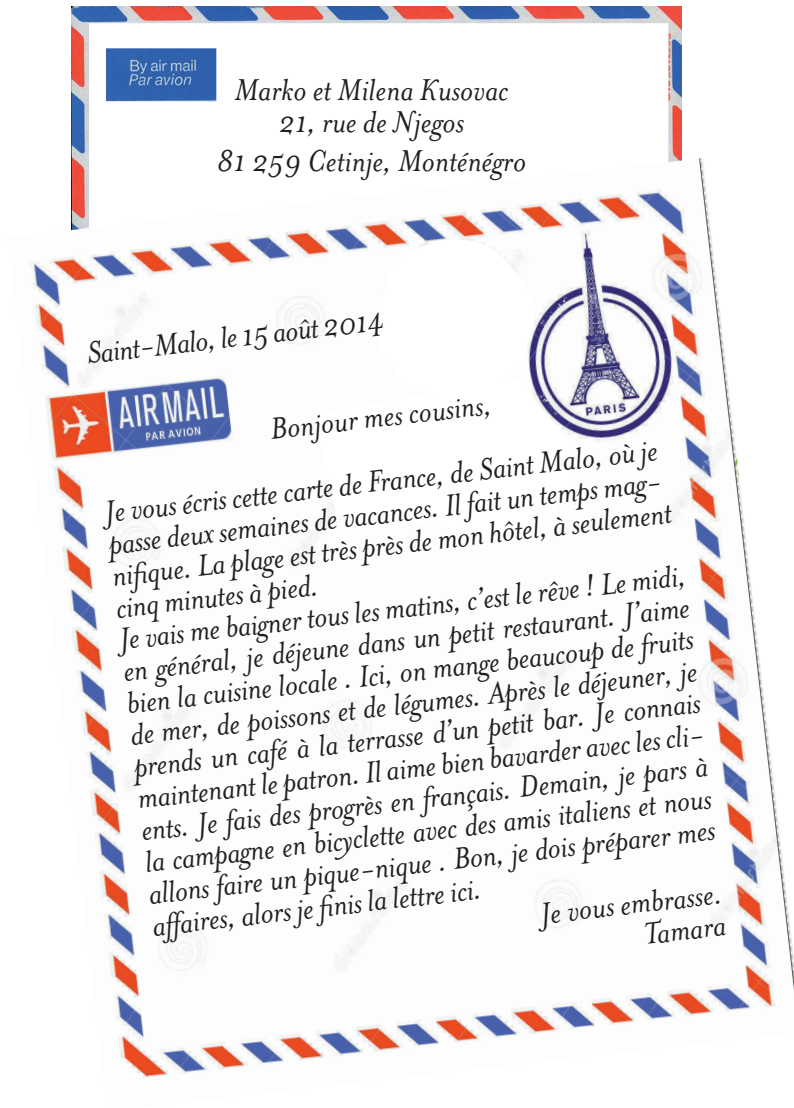 By air mail
Par avion
Marko et Milena Kusovac
21, rue de Njegos
81 259 Cetinje, Monténégro
Saint-Malo, le 15 août 2014
AIR MAIL
PAR AVION
PARIS
Bonjour mes cousins,
Je vous écris cette carte de France, de Saint Malo, où je
passe deux semaines de vacances. Il fait un temps mag-
nifique. La plage est très près de mon hôtel, à seulement
cinq minutes à pied.
Je vais me baigner tous les matins, c'est le rêve ! Le midi,
en général, je déjeune dans un petit restaurant. J'aime
bien la cuisine locale . Ici, on mange beaucoup de fruits
de mer, de poissons et de légumes. Après le déjeuner, je
prends un café à la terrasse d'un petit bar. Je connais
maintenant le patron. Il aime bien bavarder avec les cli-
ents. Je fais des progrès en français. Demain, je pars à
la campagne en bicyclette avec des amis italiens et nous
allons faire un pique-nique . Bon, je dois préparer mes
affaires, alors je finis la lettre ici.
Je vous embrasse.
Tamara